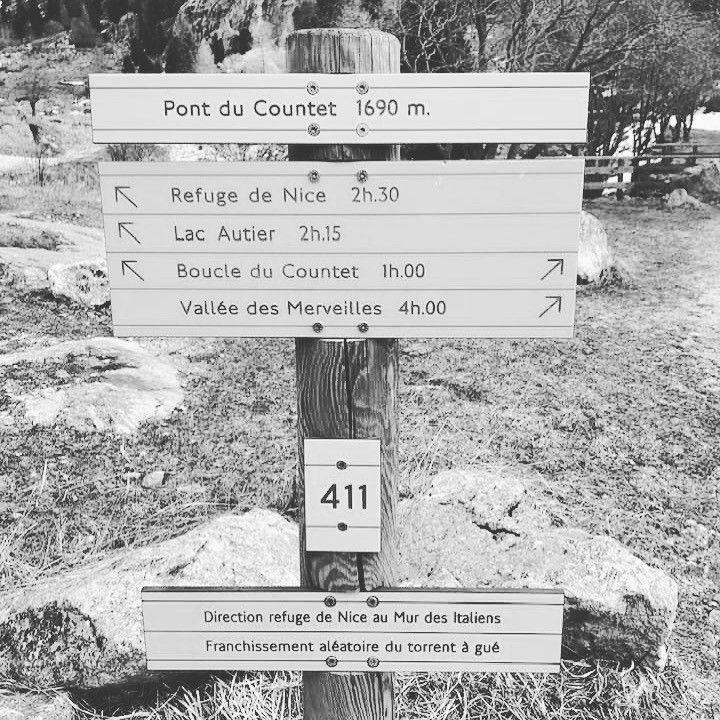 Pont du Countet 1690 m.
Refuge de Nice 2h.30
Lac Autier 2h.15
Boucle du Countet 1h.00
Vallée des Merveilles 4h.00
411
Direction refuge de Nice au Mur des Italiens
Franchissement aléatoire du torrent à gué